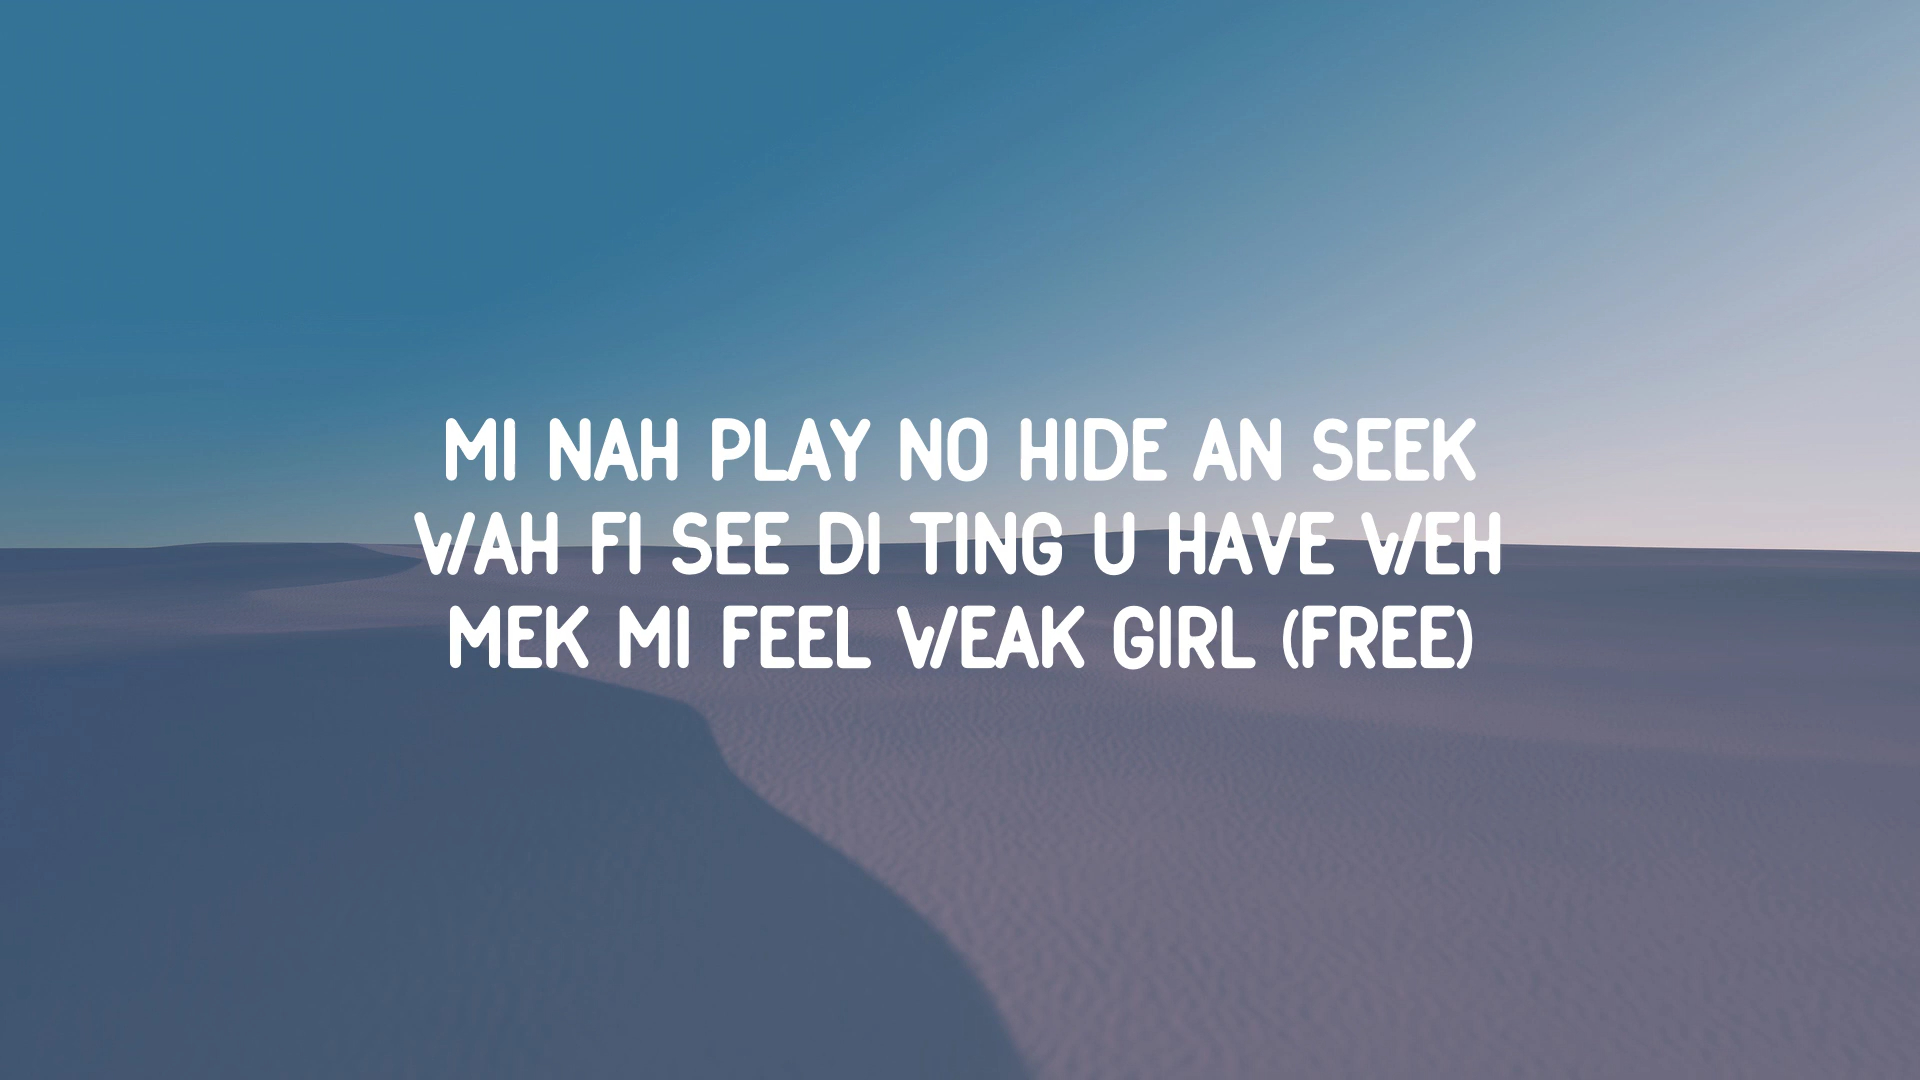 MI NAH PLAY NO HIDE AN SEEK
WAH FI SEE DI TING U HAVE WEH
MEK MI FEEL WEAK GIRL (FREE)